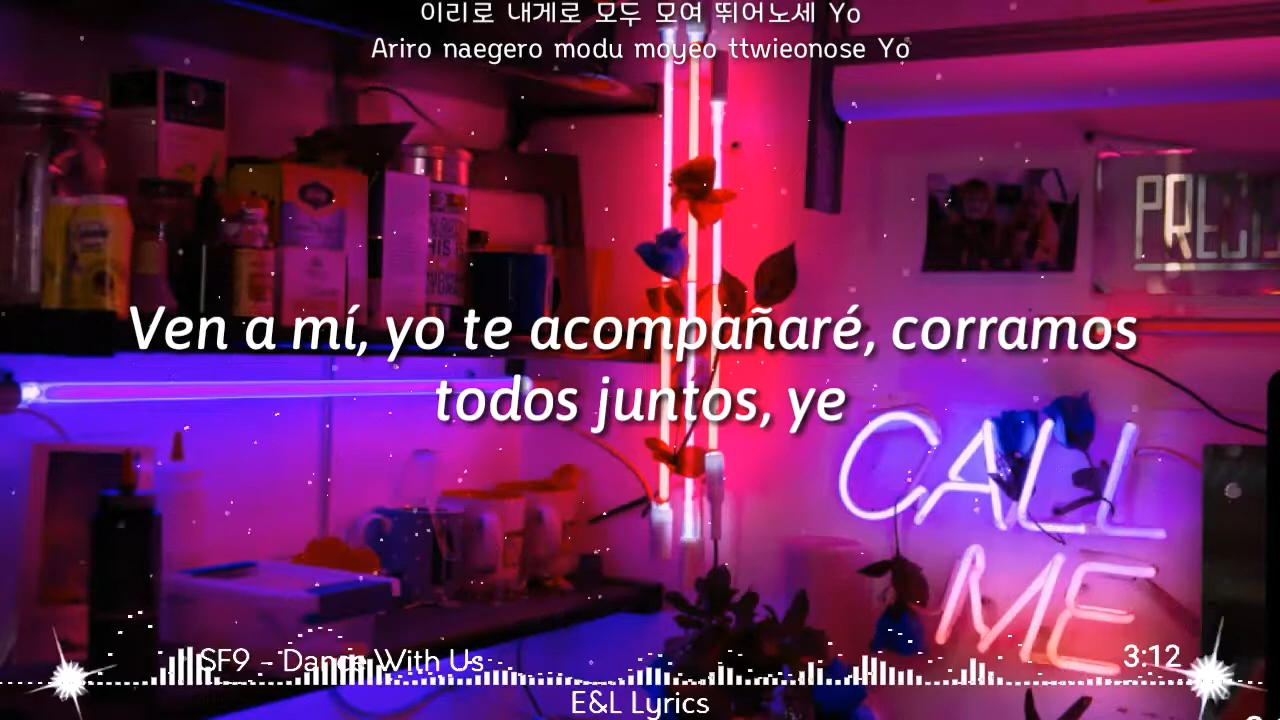 이리로 내게로 모두 모여 뛰어노세 Yo
Ariro naegero modu moyeo ttwieonose Yo
Ven a mí, yo te acompañaré, corramos
todos juntos, ye
CALL
ME
SF9 - Dance With Us
3:12
E&L Lyrics